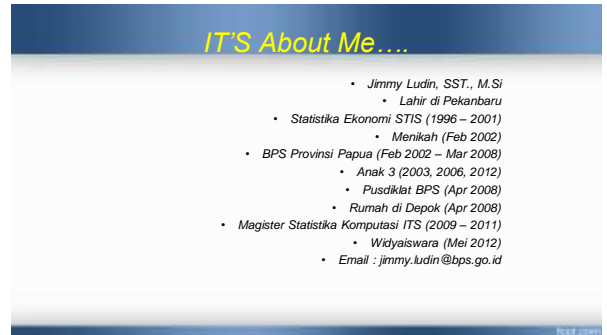 IT'S About Me….
• Jimmy Ludin, SST., M.Si
• Lahir di Pekanbaru
• Statistika Ekonomi STIS (1996 – 2001)
• Menikah (Feb 2002)
• BPS Provinsi Papua (Feb 2002 – Mar 2008)
• Anak 3 (2003, 2006, 2012)
• Pusdiklat BPS (Apr 2008)
• Rumah di Depok (Apr 2008)
• Magister Statistika Komputasi ITS (2009 – 2011)
• Widyaiswara (Mei 2012)
• Email : jimmy.ludin@bps.go.id